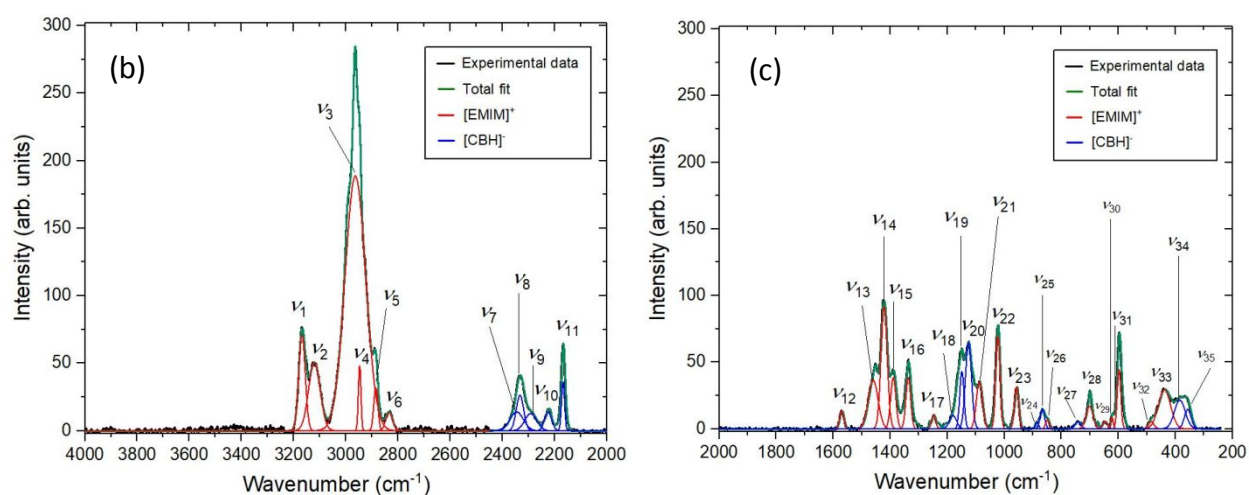 (b)
Intensity (arb. units)
300
250
200
150
100
50
0
Experimental data
Total fit
[EMIM]⁺
[CBH]⁻
ν₁
ν₂
ν₃
ν₄
ν₅
ν₆
ν₇
ν₈
ν₉
ν₁₀
ν₁₁
4000 3800 3600 3400 3200 3000 2800 2600 2400 2200 2000
Wavenumber (cm⁻¹)
(c)
Intensity (arb. units)
300
250
200
150
100
50
0
Experimental data
Total fit
[EMIM]⁺
[CBH]⁻
ν₁₂
ν₁₃
ν₁₄
ν₁₅
ν₁₆
ν₁₇
ν₁₈
ν₁₉
ν₂₀
ν₂₁
ν₂₂
ν₂₃
ν₂₄
ν₂₅
ν₂₆
ν₂₇
ν₂₈
ν₂₉
ν₃₀
ν₃₁
ν₃₂
ν₃₃
ν₃₄
ν₃₅
2000 1800 1600 1400 1200 1000 800 600 400 200
Wavenumber (cm⁻¹)